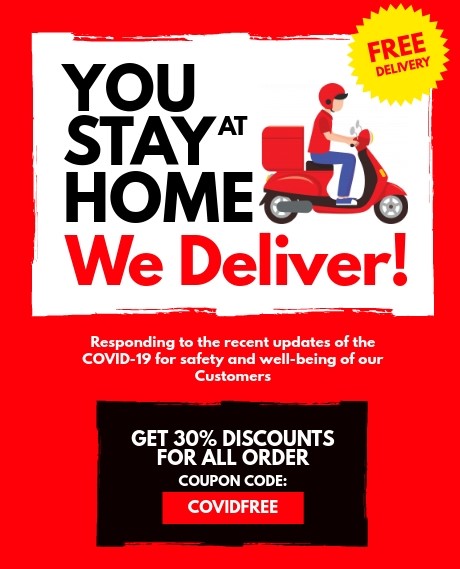 FREE
DELIVERY
YOU
STAY AT
HOME
We Deliver!
Responding to the recent updates of the
COVID-19 for safety and well-being of our
Customers
GET 30% DISCOUNTS
FOR ALL ORDER
COUPON CODE:
COVIDFREE